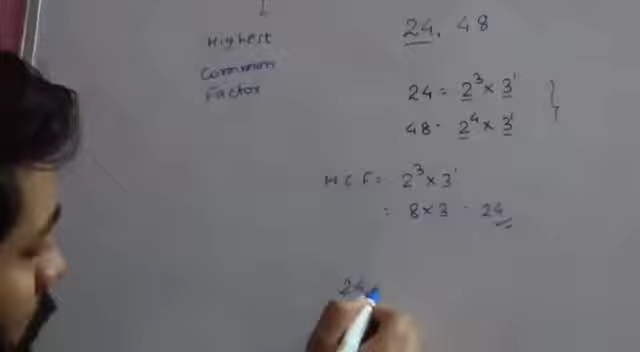 Highest
Common
Factor
24, 48
24 = 2³ × 3¹
48 = 2⁴ × 3¹
HCF = 2³ × 3¹
= 8 × 3 = 24
24